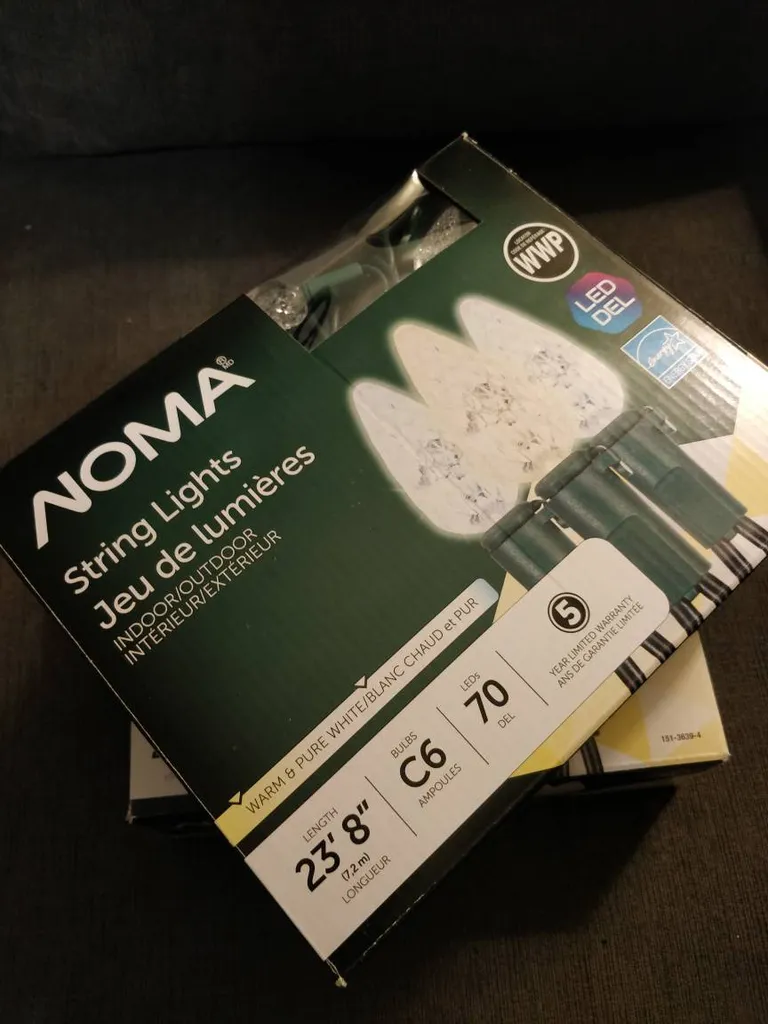 NOMA
MD
String Lights
Jeu de lumières
INDOOR/OUTDOOR
INTÉRIEUR/EXTÉRIEUR
WWP
LED
DEL
WARM & PURE WHITE/BLANC CHAUD et PUR
LENGTH
23' 8"
(7,2 m)
LONGUEUR
BULBS
C6
AMPOULES
LEDs
70
DEL
5
YEAR LIMITED WARRANTY
ANS DE GARANTIE LIMITÉE
151-3639-4